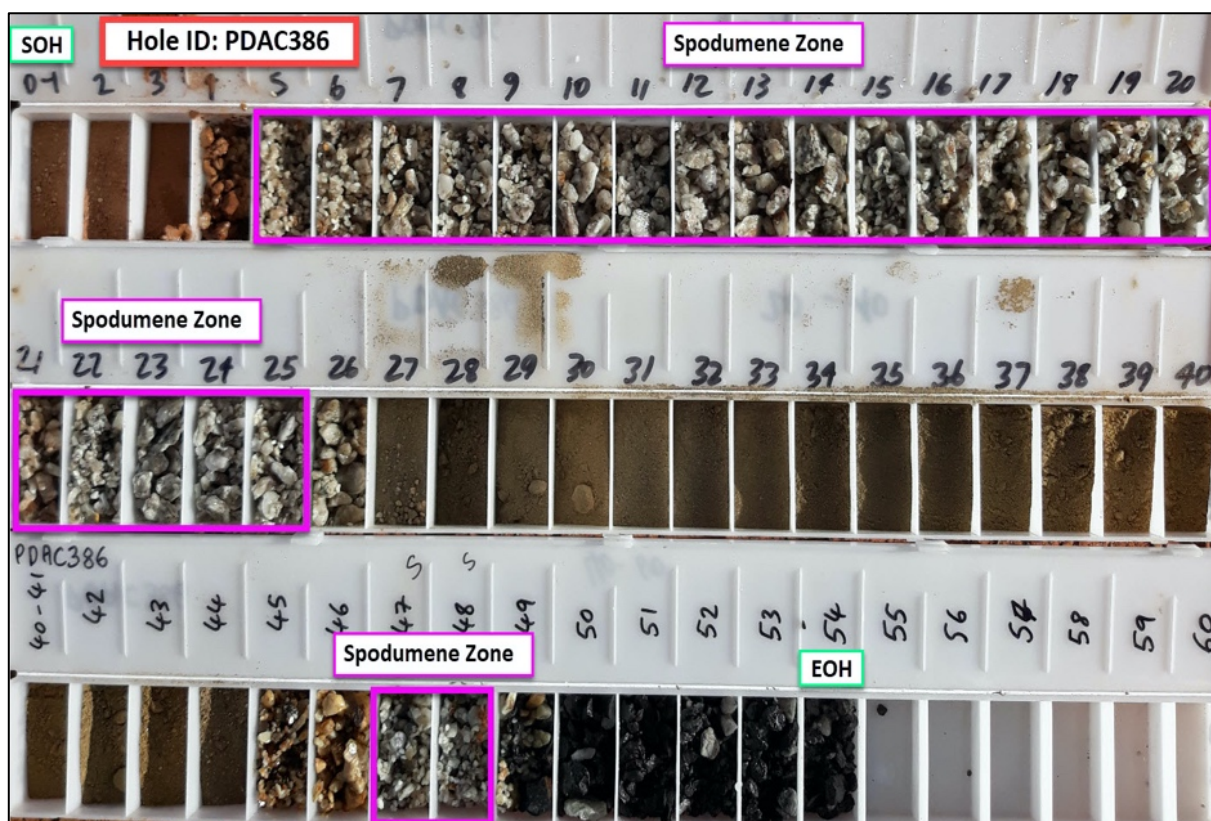 SOH
Hole ID: PDAC386
Spodumene Zone
0-1 2 3 4 5 6 7 8 9 10 11 12 13 14 15 16 17 18 19 20
Spodumene Zone
21 22 23 24 25 26 27 28 29 30 31 32 33 34 35 36 37 38 39 40
PDAC386
S S
40-41 42 43 44 45 46 47 48 49 50 51 52 53 54 55 56 57 58 59 60
Spodumene Zone
EOH